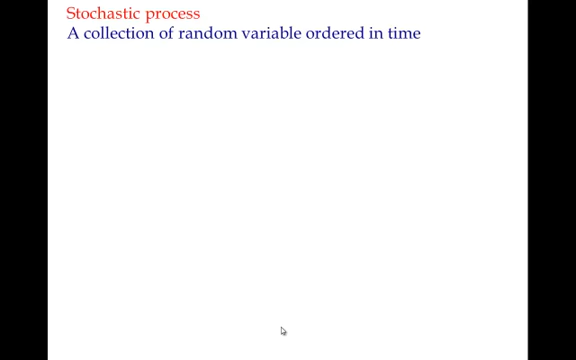 Stochastic process
A collection of random variable ordered in time